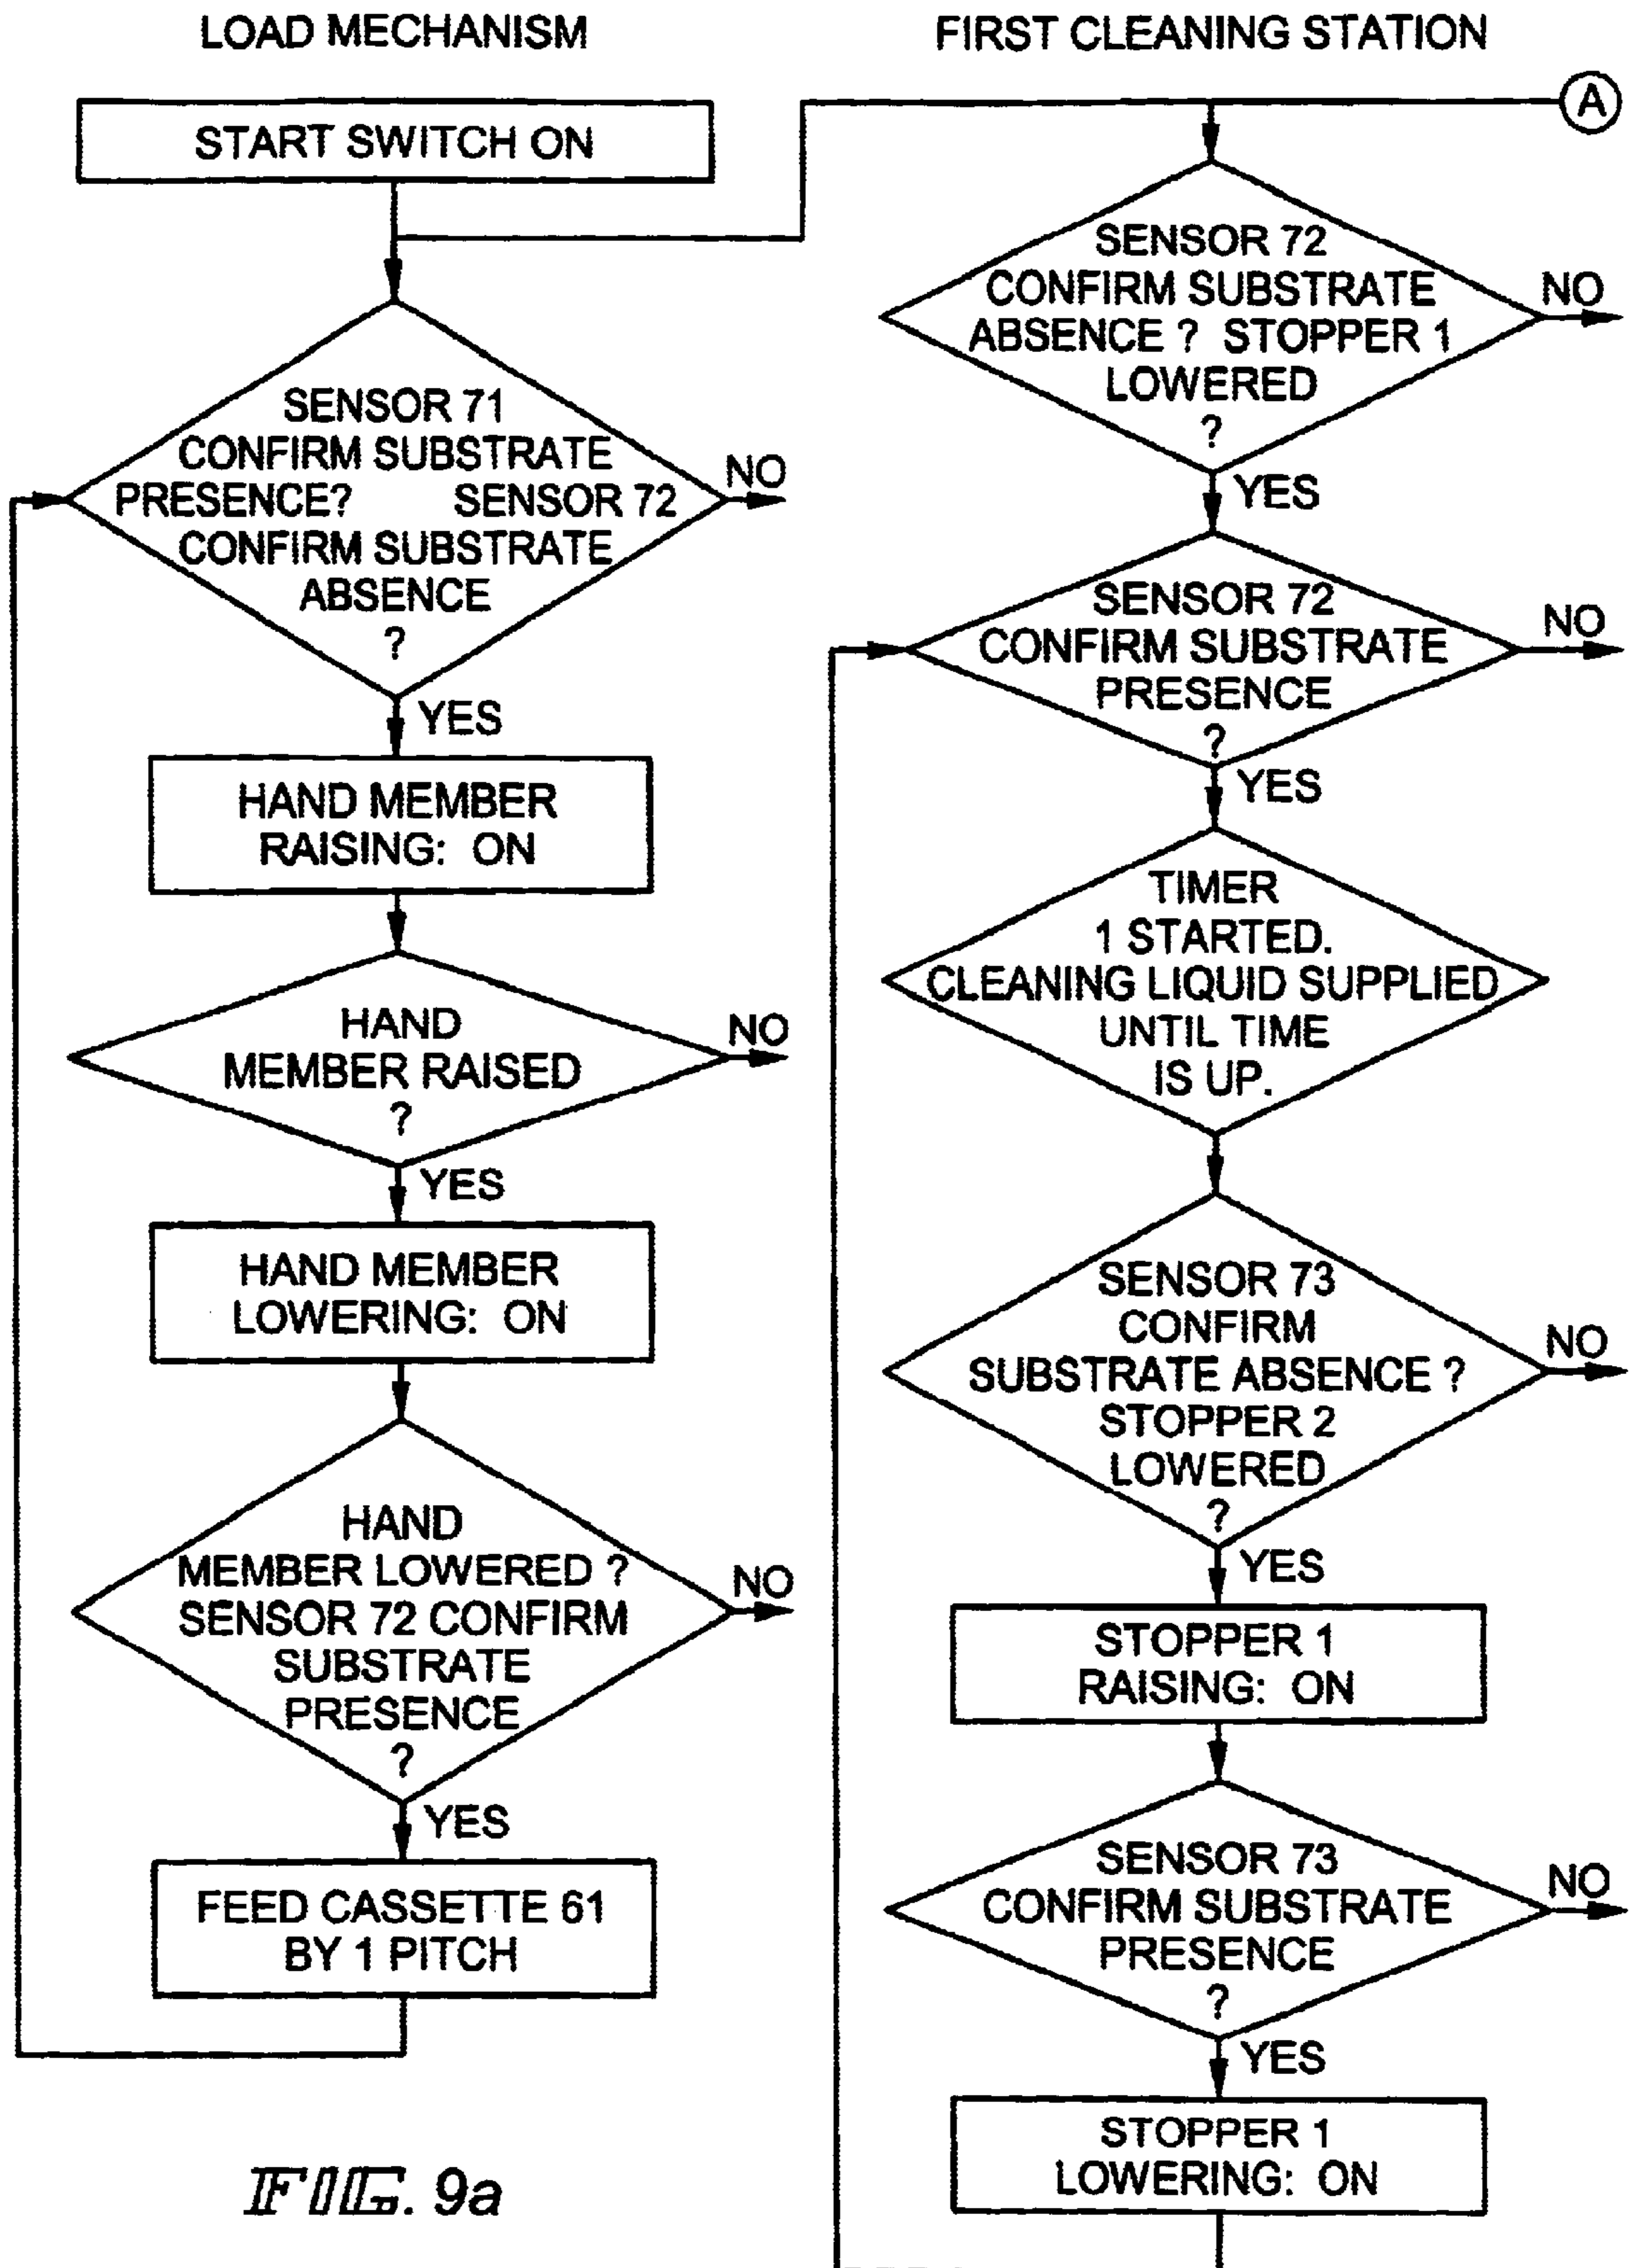 LOAD MECHANISM
START SWITCH ON
SENSOR 71
CONFIRM SUBSTRATE
PRESENCE? SENSOR 72
CONFIRM SUBSTRATE
ABSENCE
?
NO
YES
HAND MEMBER
RAISING: ON
HAND
MEMBER RAISED
?
NO
YES
HAND MEMBER
LOWERING: ON
HAND
MEMBER LOWERED ?
SENSOR 72 CONFIRM
SUBSTRATE
PRESENCE
?
NO
YES
FEED CASSETTE 61
BY 1 PITCH
FIRST CLEANING STATION
A
SENSOR 72
CONFIRM SUBSTRATE
ABSENCE ? STOPPER 1
LOWERED
?
NO
YES
SENSOR 72
CONFIRM SUBSTRATE
PRESENCE
?
NO
YES
TIMER
1 STARTED.
CLEANING LIQUID SUPPLIED
UNTIL TIME
IS UP.
SENSOR 73
CONFIRM
SUBSTRATE ABSENCE ?
STOPPER 2
LOWERED
?
NO
YES
STOPPER 1
RAISING: ON
SENSOR 73
CONFIRM SUBSTRATE
PRESENCE
?
NO
YES
STOPPER 1
LOWERING: ON
FIG. 9a